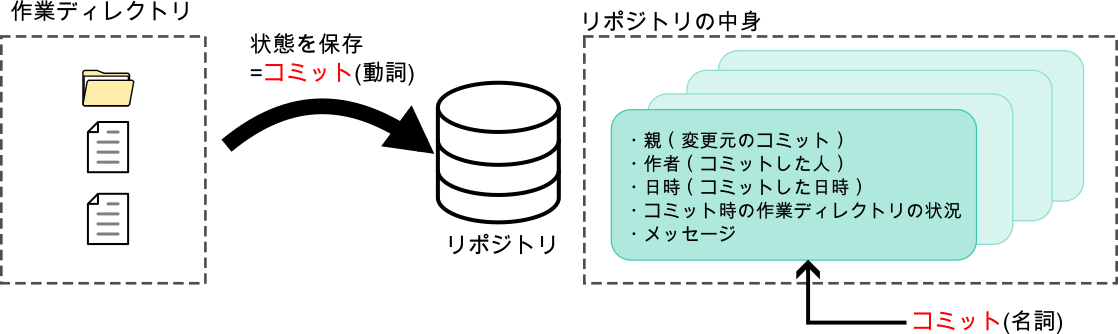 作業ディレクトリ
状態を保存
=コミット(動詞)
リポジトリ
リポジトリの中身
・親(変更元のコミット)
・作者(コミットした人)
・日時(コミットした日時)
・コミット時の作業ディレクトリの状況
・メッセージ
コミット(名詞)